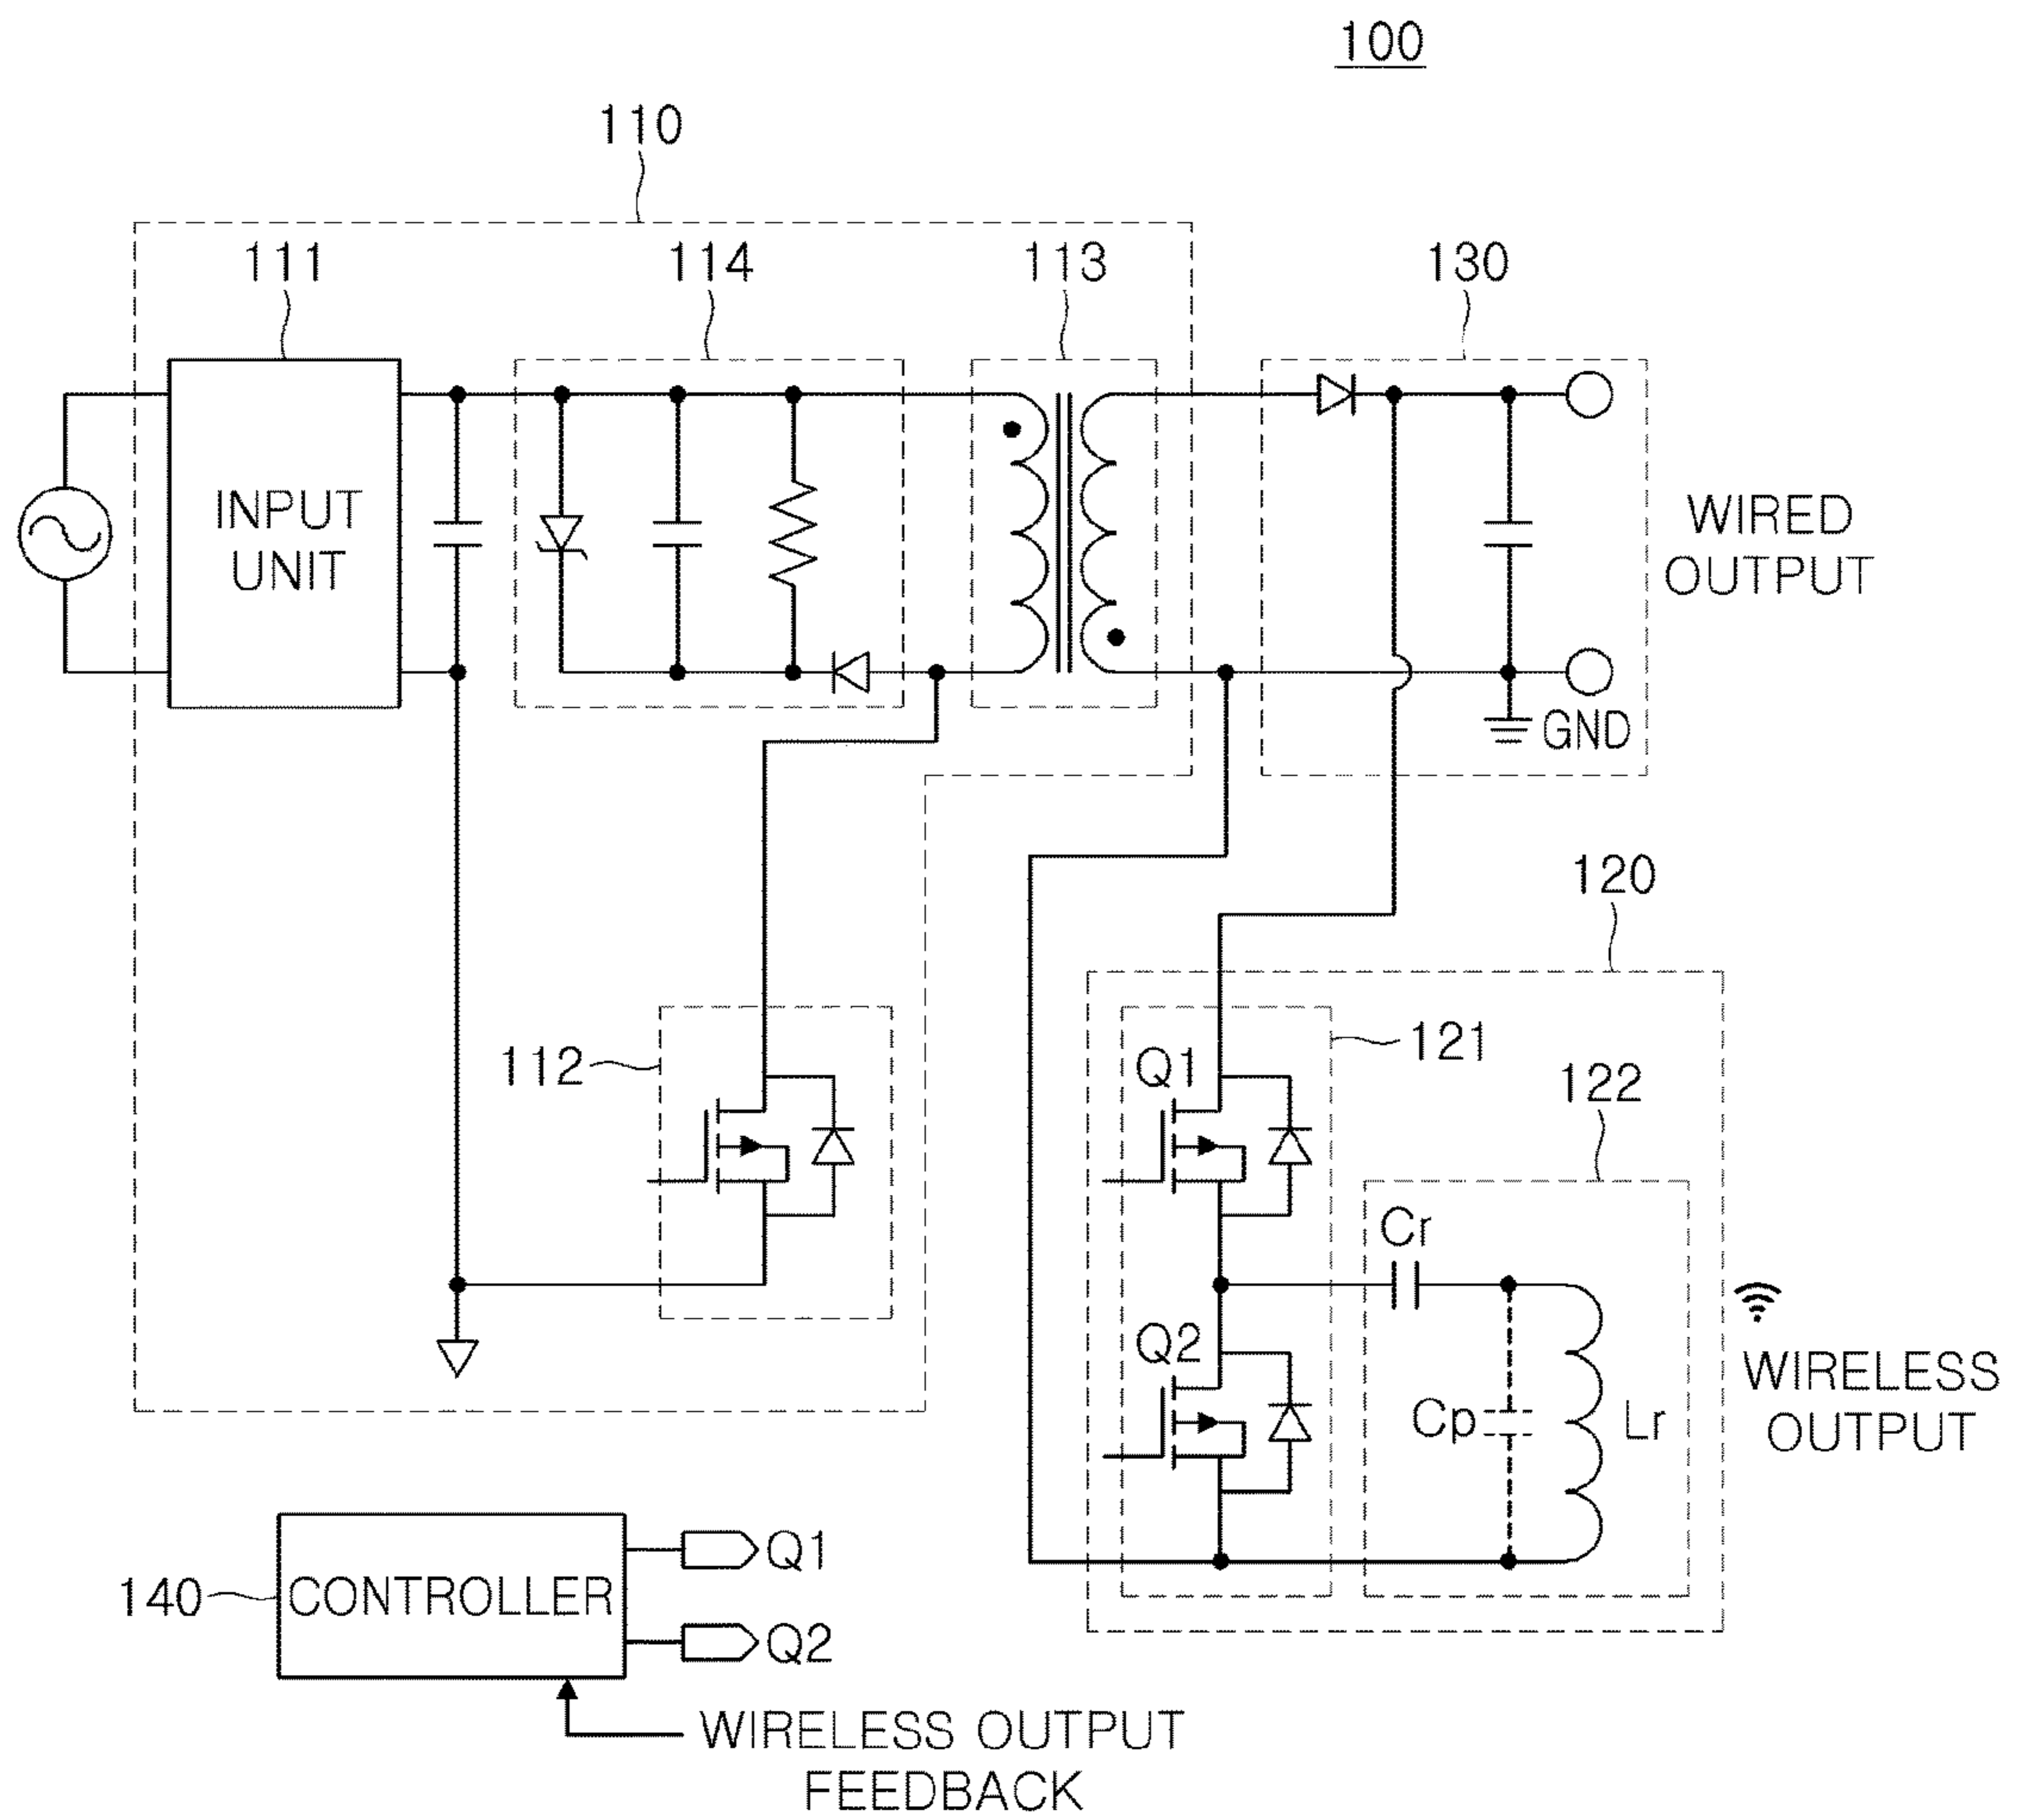 100
110
111
114
113
130
INPUT
UNIT
WIRED
OUTPUT
GND
120
112
Q1
121
122
Cr
Q2
Cp
Lr
WIRELESS
OUTPUT
140
CONTROLLER
Q1
Q2
WIRELESS OUTPUT
FEEDBACK